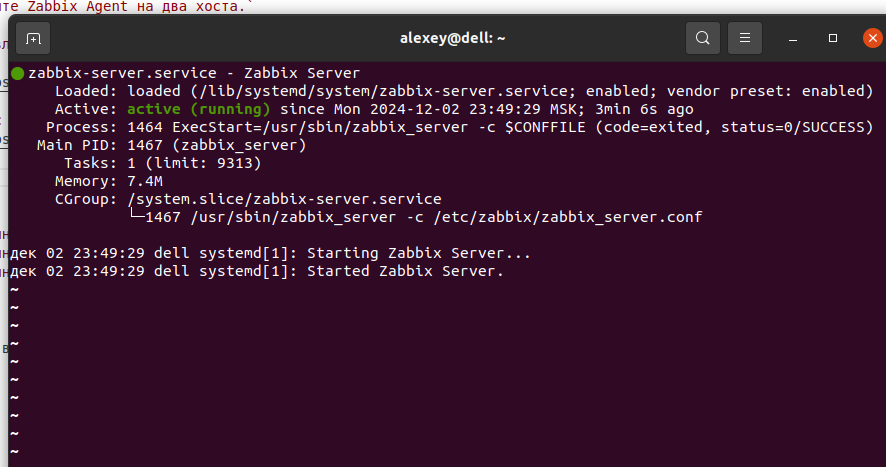 те Zabbix Agent на два хоста.`
alexey@dell: ~
zabbix-server.service - Zabbix Server
Loaded: loaded (/lib/systemd/system/zabbix-server.service; enabled; vendor preset: enabled)
Active: active (running) since Mon 2024-12-02 23:49:29 MSK; 3min 6s ago
Process: 1464 ExecStart=/usr/sbin/zabbix_server -c $CONFFILE (code=exited, status=0/SUCCESS)
Main PID: 1467 (zabbix_server)
Tasks: 1 (limit: 9313)
Memory: 7.4M
CGroup: /system.slice/zabbix-server.service
└─1467 /usr/sbin/zabbix_server -c /etc/zabbix/zabbix_server.conf
дек 02 23:49:29 dell systemd[1]: Starting Zabbix Server...
дек 02 23:49:29 dell systemd[1]: Started Zabbix Server.
~
~
~
~
~
~
~
~
~
~